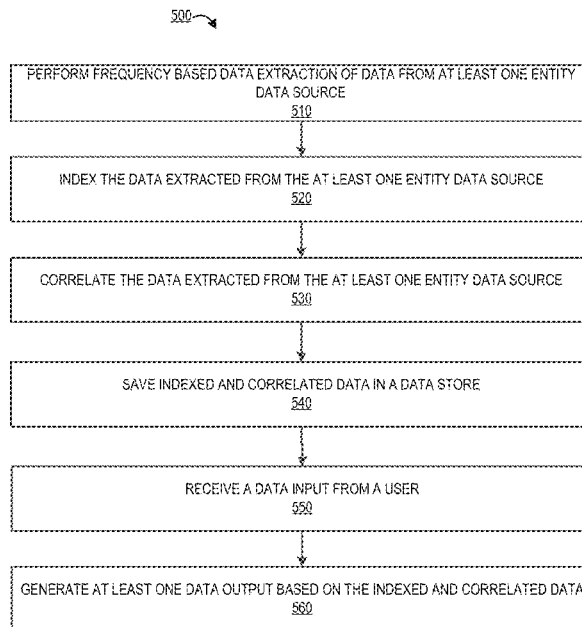 500
PERFORM FREQUENCY BASED DATA EXTRACTION OF DATA FROM AT LEAST ONE ENTITY
DATA SOURCE
510
INDEX THE DATA EXTRACTED FROM THE AT LEAST ONE ENTITY DATA SOURCE
520
CORRELATE THE DATA EXTRACTED FROM THE AT LEAST ONE ENTITY DATA SOURCE
530
SAVE INDEXED AND CORRELATED DATA IN A DATA STORE
540
RECEIVE A DATA INPUT FROM A USER
550
GENERATE AT LEAST ONE DATA OUTPUT BASED ON THE INDEXED AND CORRELATED DATA
560